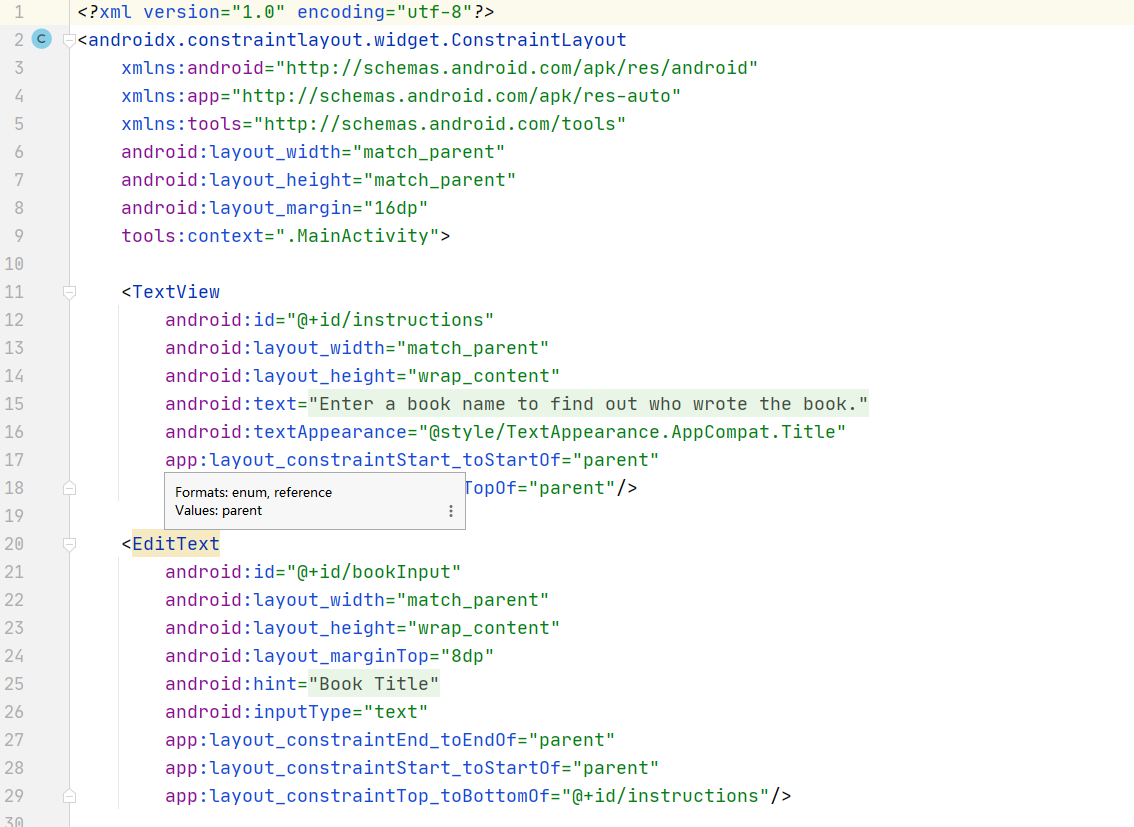 1 <?xml version="1.0" encoding="utf-8"?>
2 C <androidx.constraintlayout.widget.ConstraintLayout
3 xmlns:android="http://schemas.android.com/apk/res/android"
4 xmlns:app="http://schemas.android.com/apk/res-auto"
5 xmlns:tools="http://schemas.android.com/tools"
6 android:layout_width="match_parent"
7 android:layout_height="match_parent"
8 android:layout_margin="16dp"
9 tools:context=".MainActivity">
10
11 <TextView
12 android:id="@+id/instructions"
13 android:layout_width="match_parent"
14 android:layout_height="wrap_content"
15 android:text="Enter a book name to find out who wrote the book."
16 android:textAppearance="@style/TextAppearance.AppCompat.Title"
17 app:layout_constraintStart_toStartOf="parent"
18 TopOf="parent"/>
Formats: enum, reference
Values: parent
19
20 <EditText
21 android:id="@+id/bookInput"
22 android:layout_width="match_parent"
23 android:layout_height="wrap_content"
24 android:layout_marginTop="8dp"
25 android:hint="Book Title"
26 android:inputType="text"
27 app:layout_constraintEnd_toEndOf="parent"
28 app:layout_constraintStart_toStartOf="parent"
29 app:layout_constraintTop_toBottomOf="@+id/instructions"/>
30